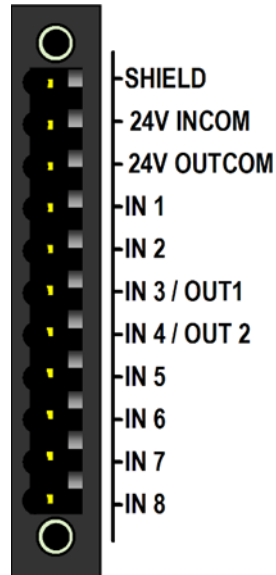 SHIELD
24V INCOM
24V OUTCOM
IN 1
IN 2
IN 3 / OUT1
IN 4 / OUT 2
IN 5
IN 6
IN 7
IN 8